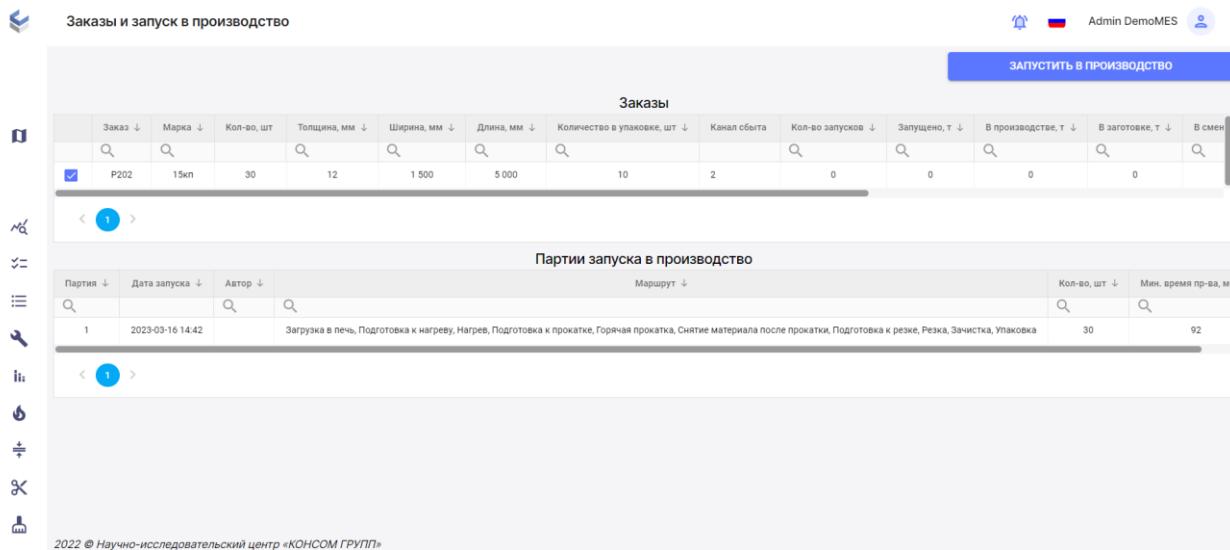 Заказы и запуск в производство
Admin DemoMES
ЗАПУСТИТЬ В ПРОИЗВОДСТВО
Заказы
Заказ ↓ Марка ↓ Кол-во, шт Толщина, мм ↓ Ширина, мм ↓ Длина, мм ↓ Количество в упаковке, шт ↓ Канал сбыта Кол-во запусков ↓ Запущено, т ↓ В производстве, т ↓ В заготовке, т ↓ В смен
P202 15кп 30 12 1 500 5 000 10 2 0 0 0 0
1
Партии запуска в производство
Партия ↓ Дата запуска ↓ Автор ↓ Маршрут ↓ Кол-во, шт ↓ Мин. время пр-ва, м
1 2023-03-16 14:42 Загрузка в печь, Подготовка к нагреву, Нагрев, Подготовка к прокатке, Горячая прокатка, Снятие материала после прокатки, Подготовка к резке, Резка, Зачистка, Упаковка 30 92
1
2022 © Научно-исследовательский центр «КОНСОМ ГРУПП»